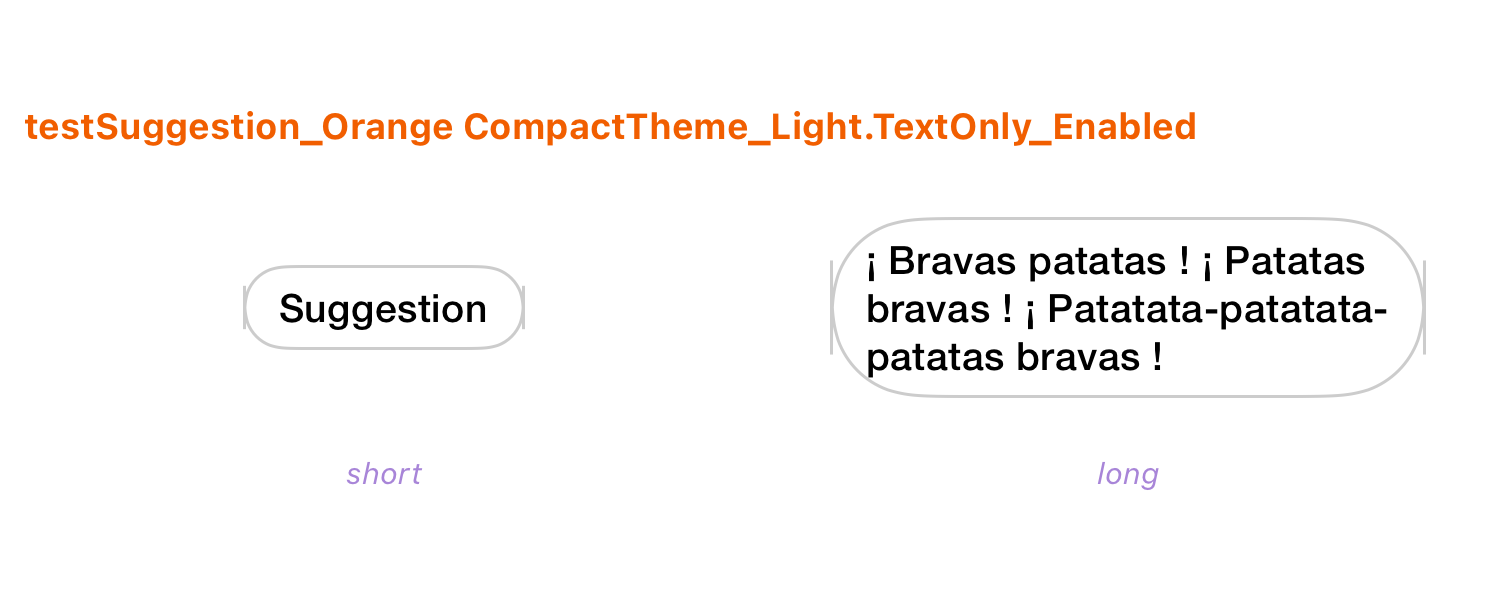 testSuggestion_Orange CompactTheme_Light.TextOnly_Enabled
Suggestion
¡ Bravas patatas ! ¡ Patatas
bravas ! ¡ Patatata-patatata-
patatas bravas !
short
long